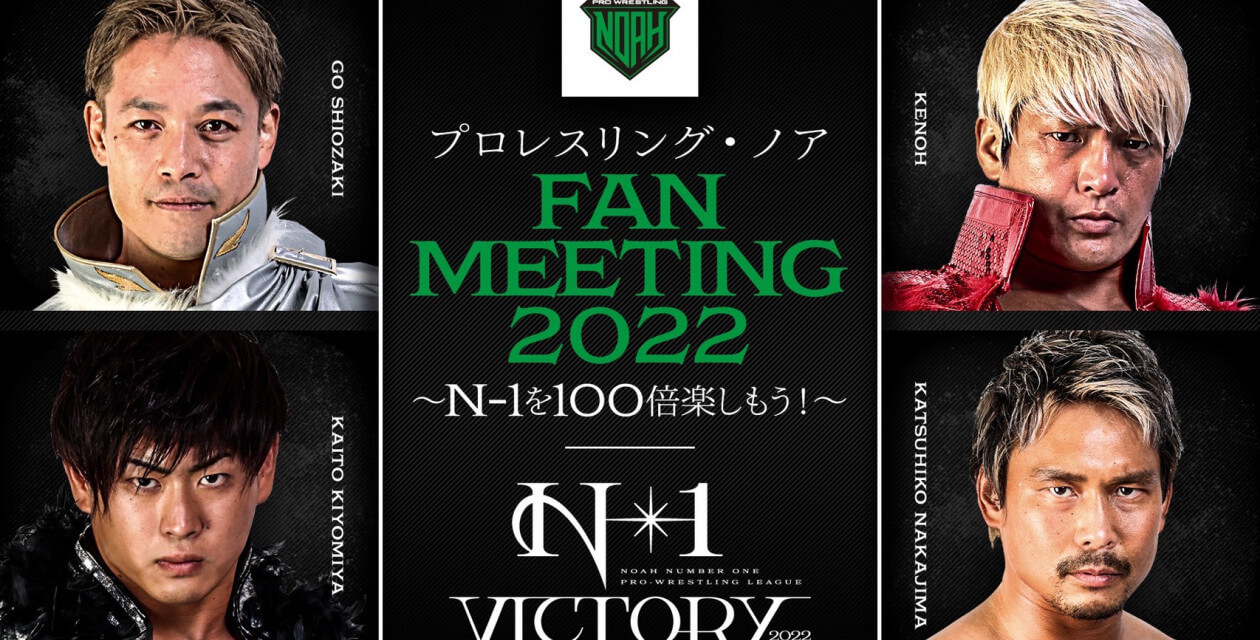 GO SHIOZAKI
KAITO KIYOMIYA
PRO WRESTLING
NOAH
プロレスリング・ノア
FAN
MEETING
2022
～N-1を100倍楽しもう！～
N-1
NOAH NUMBER ONE
PRO-WRESTLING LEAGUE
VICTORY
2022
KENOH
KATSUHIKO NAKAJIMA